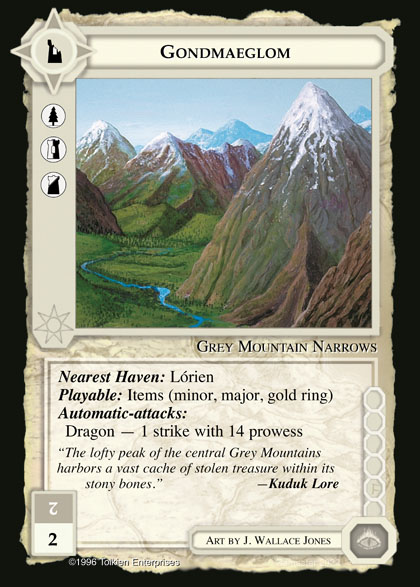 GONDMAEGLOM
GREY MOUNTAIN NARROWS
Nearest Haven: Lórien
Playable: Items (minor, major, gold ring)
Automatic-attacks:
Dragon — 1 strike with 14 prowess
“The lofty peak of the central Grey Mountains
harbors a vast cache of stolen treasure within its
stony bones.” —Kuduk Lore
2
2
ART BY J. WALLACE JONES
©1996 Tolkien Enterprises